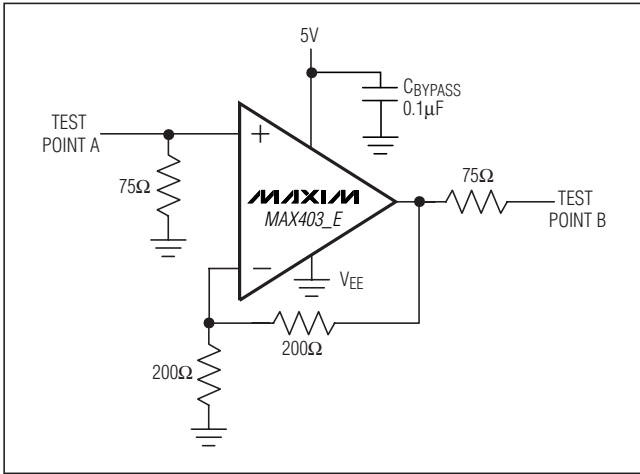 5V
CBYPASS
0.1µF
TEST
POINT A
+
75Ω
75Ω
MAXIM
MAX403_E
TEST
POINT B
−
VEE
200Ω
200Ω